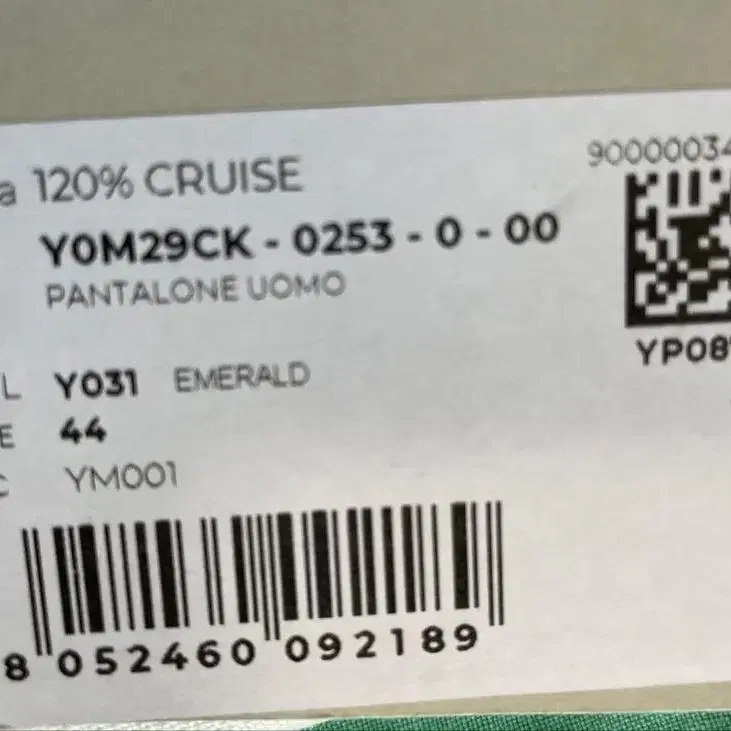 a 120% CRUISE
90000034
Y0M29CK - 0253 - 0 - 00
PANTALONE UOMO
YP08
L Y031 EMERALD
E 44
C YM001
8 052460 092189